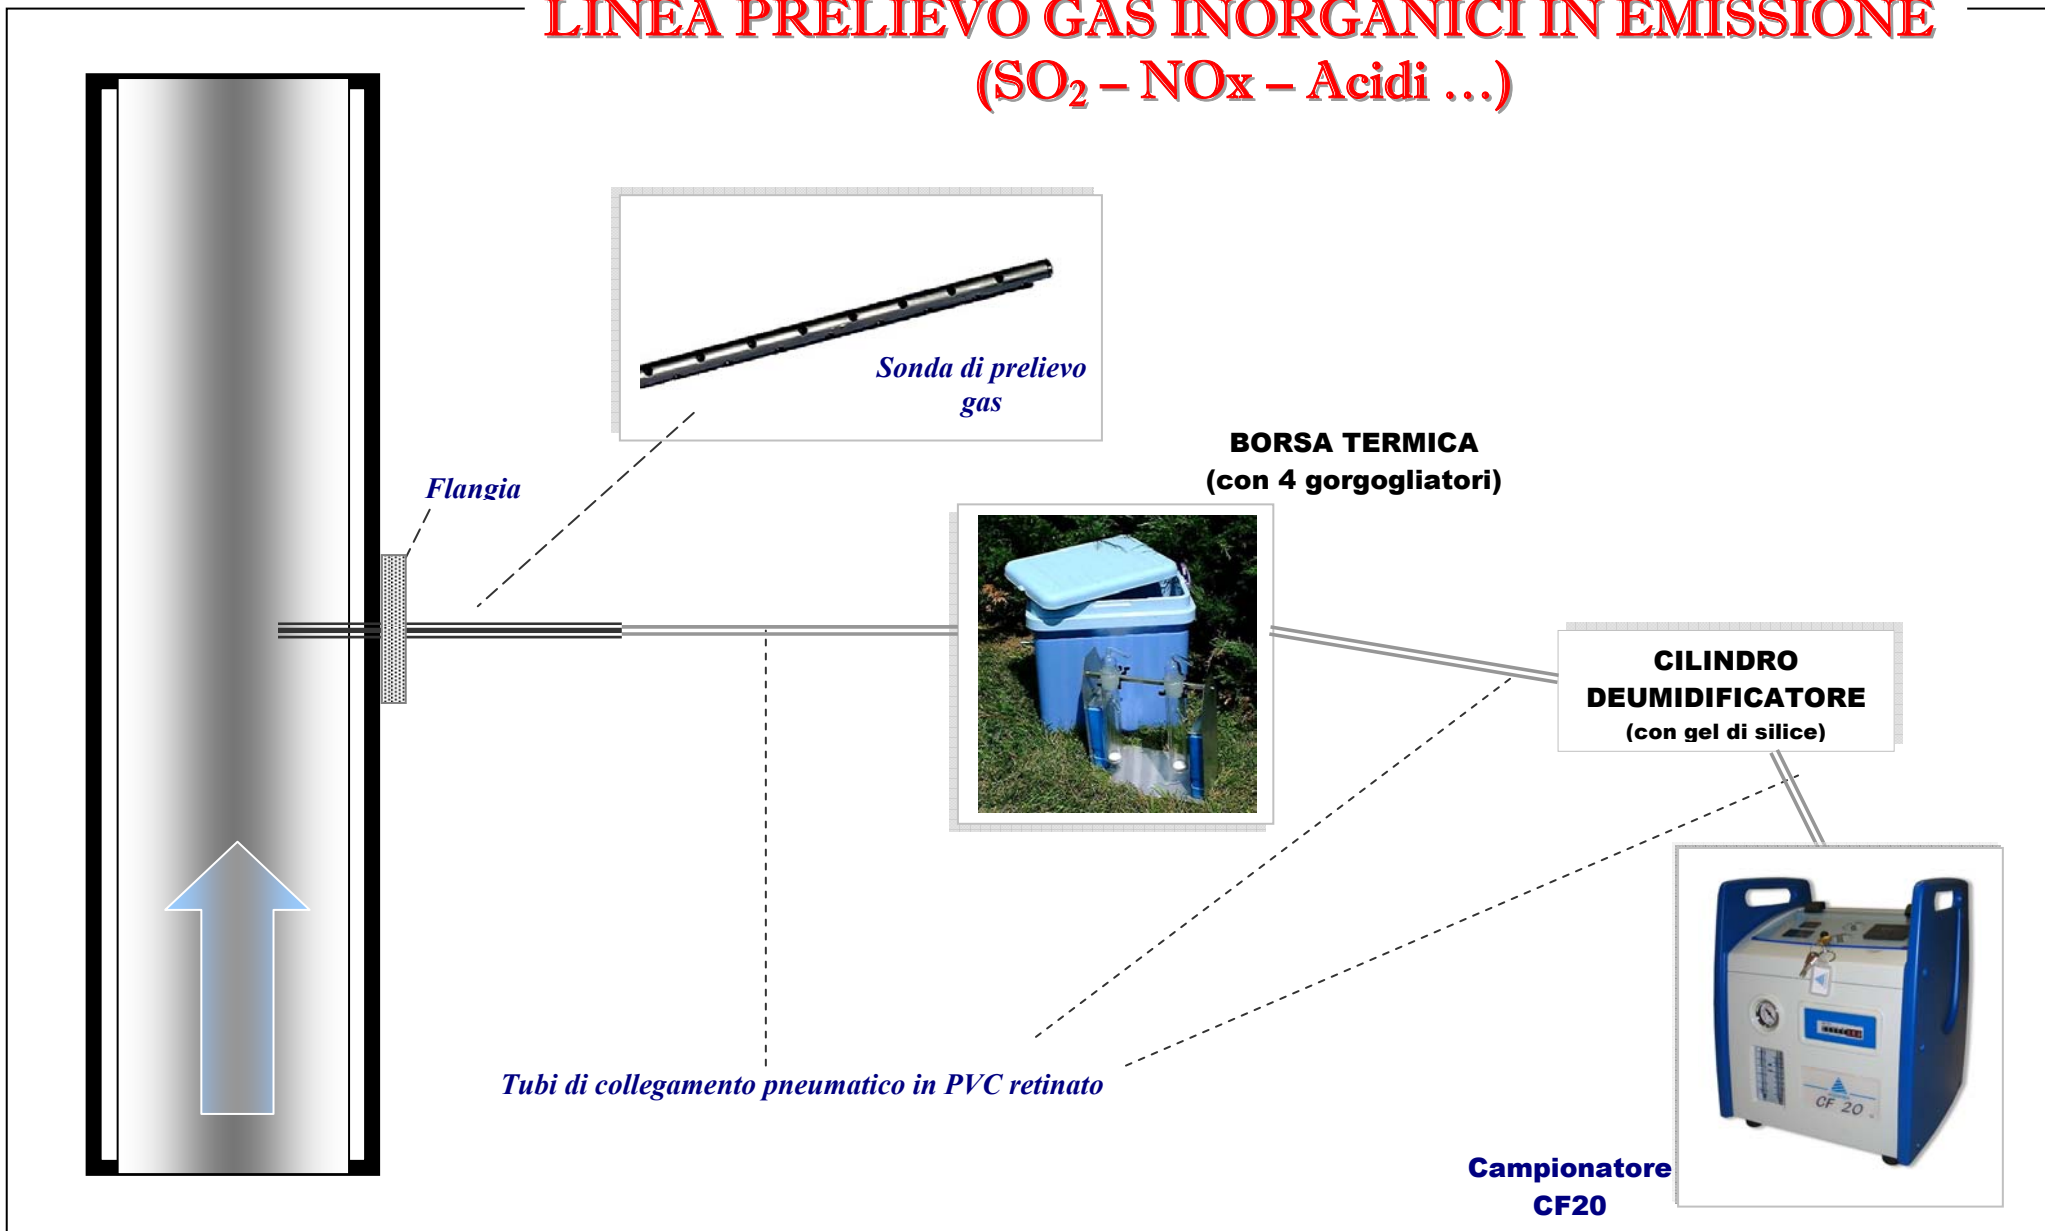 LINEA PRELIEVO GAS INORGANICI IN EMISSIONE
(SO₂ – NOx – Acidi …)
Sonda di prelievo
gas
Flangia
BORSA TERMICA
(con 4 gorgogliatori)
CILINDRO
DEUMIDIFICATORE
(con gel di silice)
Tubi di collegamento pneumatico in PVC retinato
CF 20
Campionatore
CF20